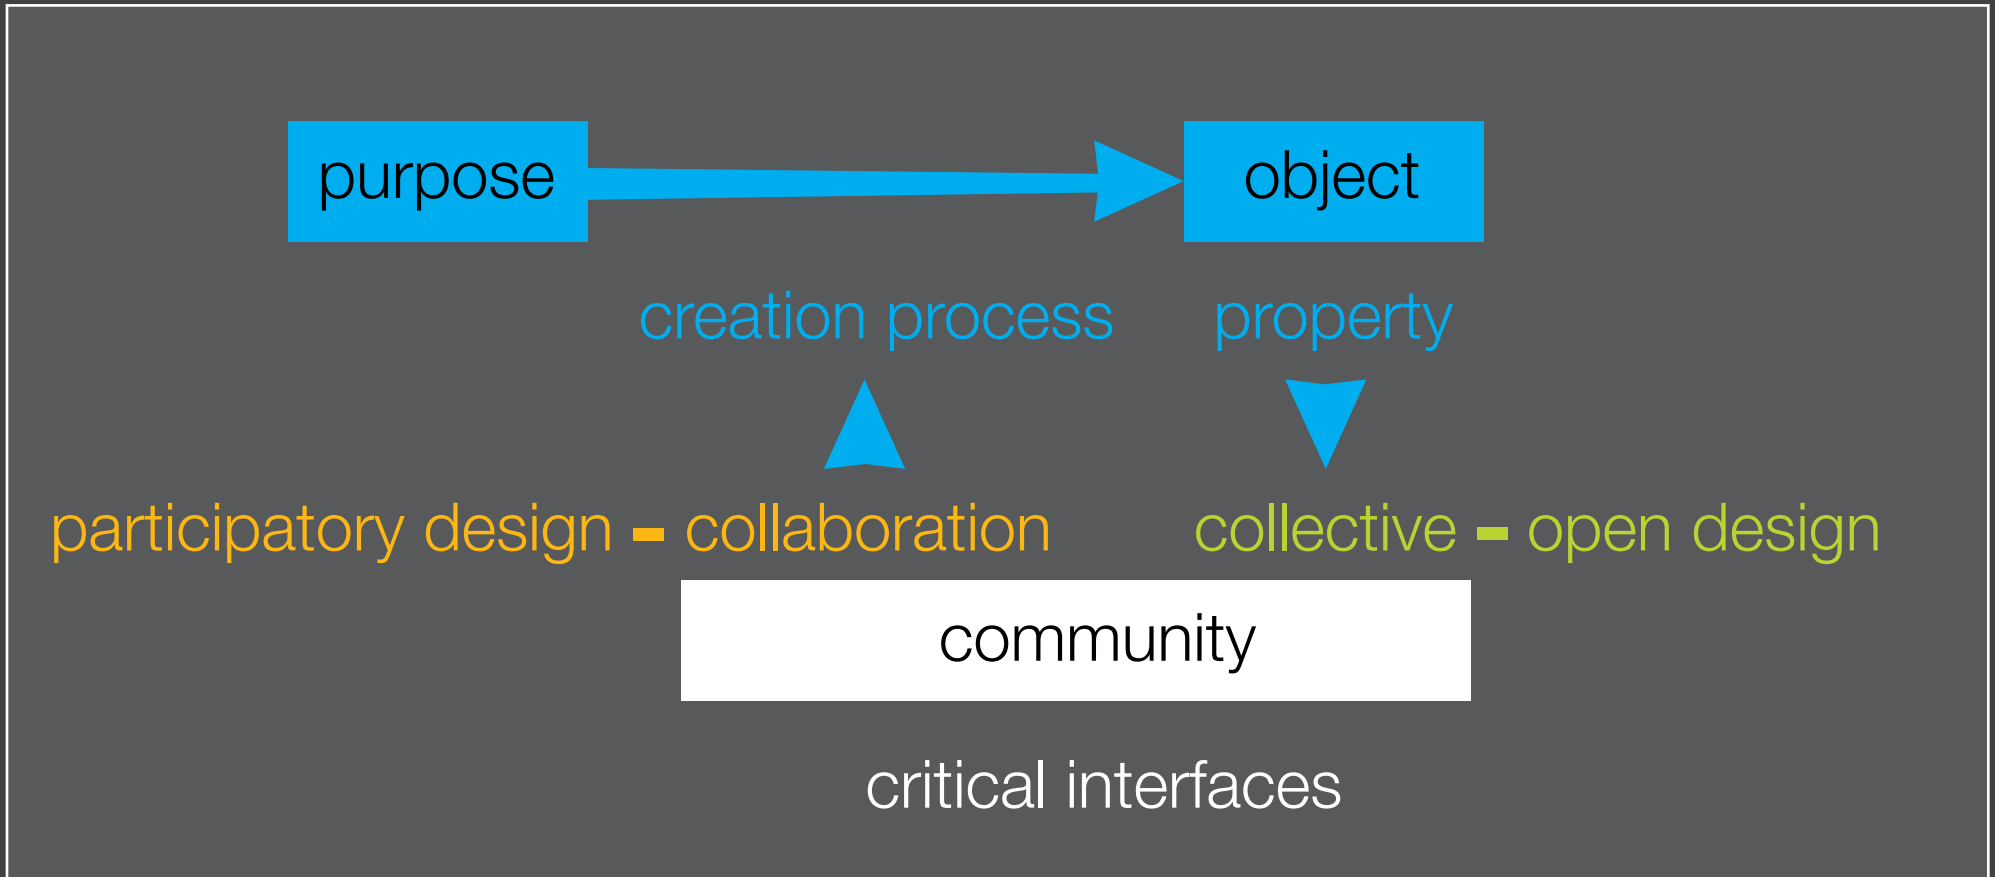 purpose object
creation process property
participatory design - collaboration collective - open design
community
critical interfaces